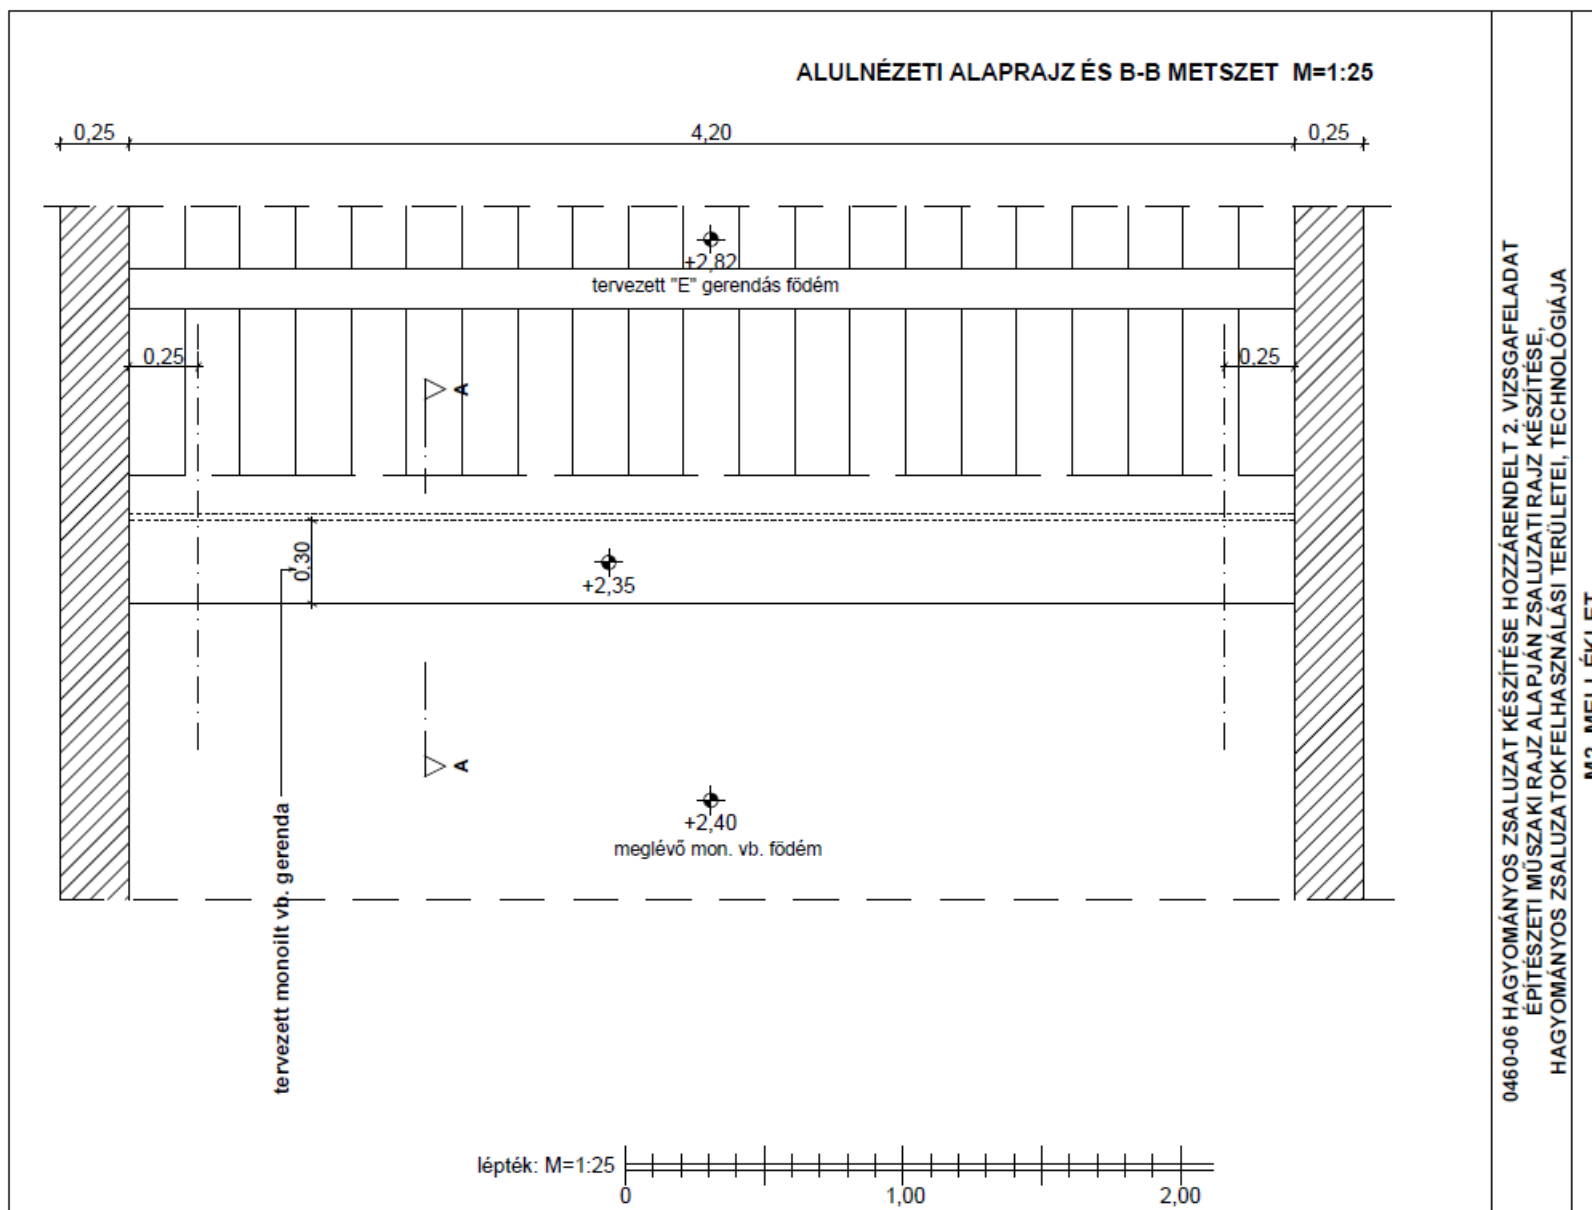 ALULNÉZETI ALAPRAJZ ÉS B-B METSZET M=1:25
0,25
4,20
0,25
+2,82
tervezett "E" gerendás födém
0,25
0,25
A
0,30
+2,35
A
+2,40
meglévő mon. vb. födém
tervezett monoilt vb. gerenda
lépték: M=1:25
0
1,00
2,00
0460-06 HAGYOMÁNYOS ZSALUZAT KÉSZÍTÉSE HOZZÁRENDELT 2. VIZSGAFELADAT
ÉPÍTÉSZETI MŰSZAKI RAJZ ALAPJÁN ZSALUZATI RAJZ KÉSZÍTÉSE,
HAGYOMÁNYOS ZSALUZATOK FELHASZNÁLÁSI TERÜLETEI, TECHNOLÓGIÁJA
M2. MELLÉKLET